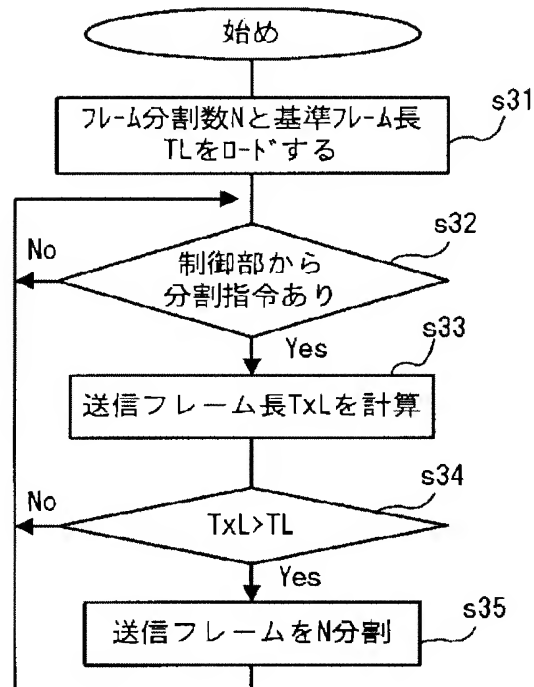 始め
フレーム分割数Nと基準フレーム長
TLをロードする
s31
No
制御部から
分割指令あり
s32
Yes
s33
送信フレーム長TxLを計算
No
TxL>TL
s34
Yes
s35
送信フレームをN分割